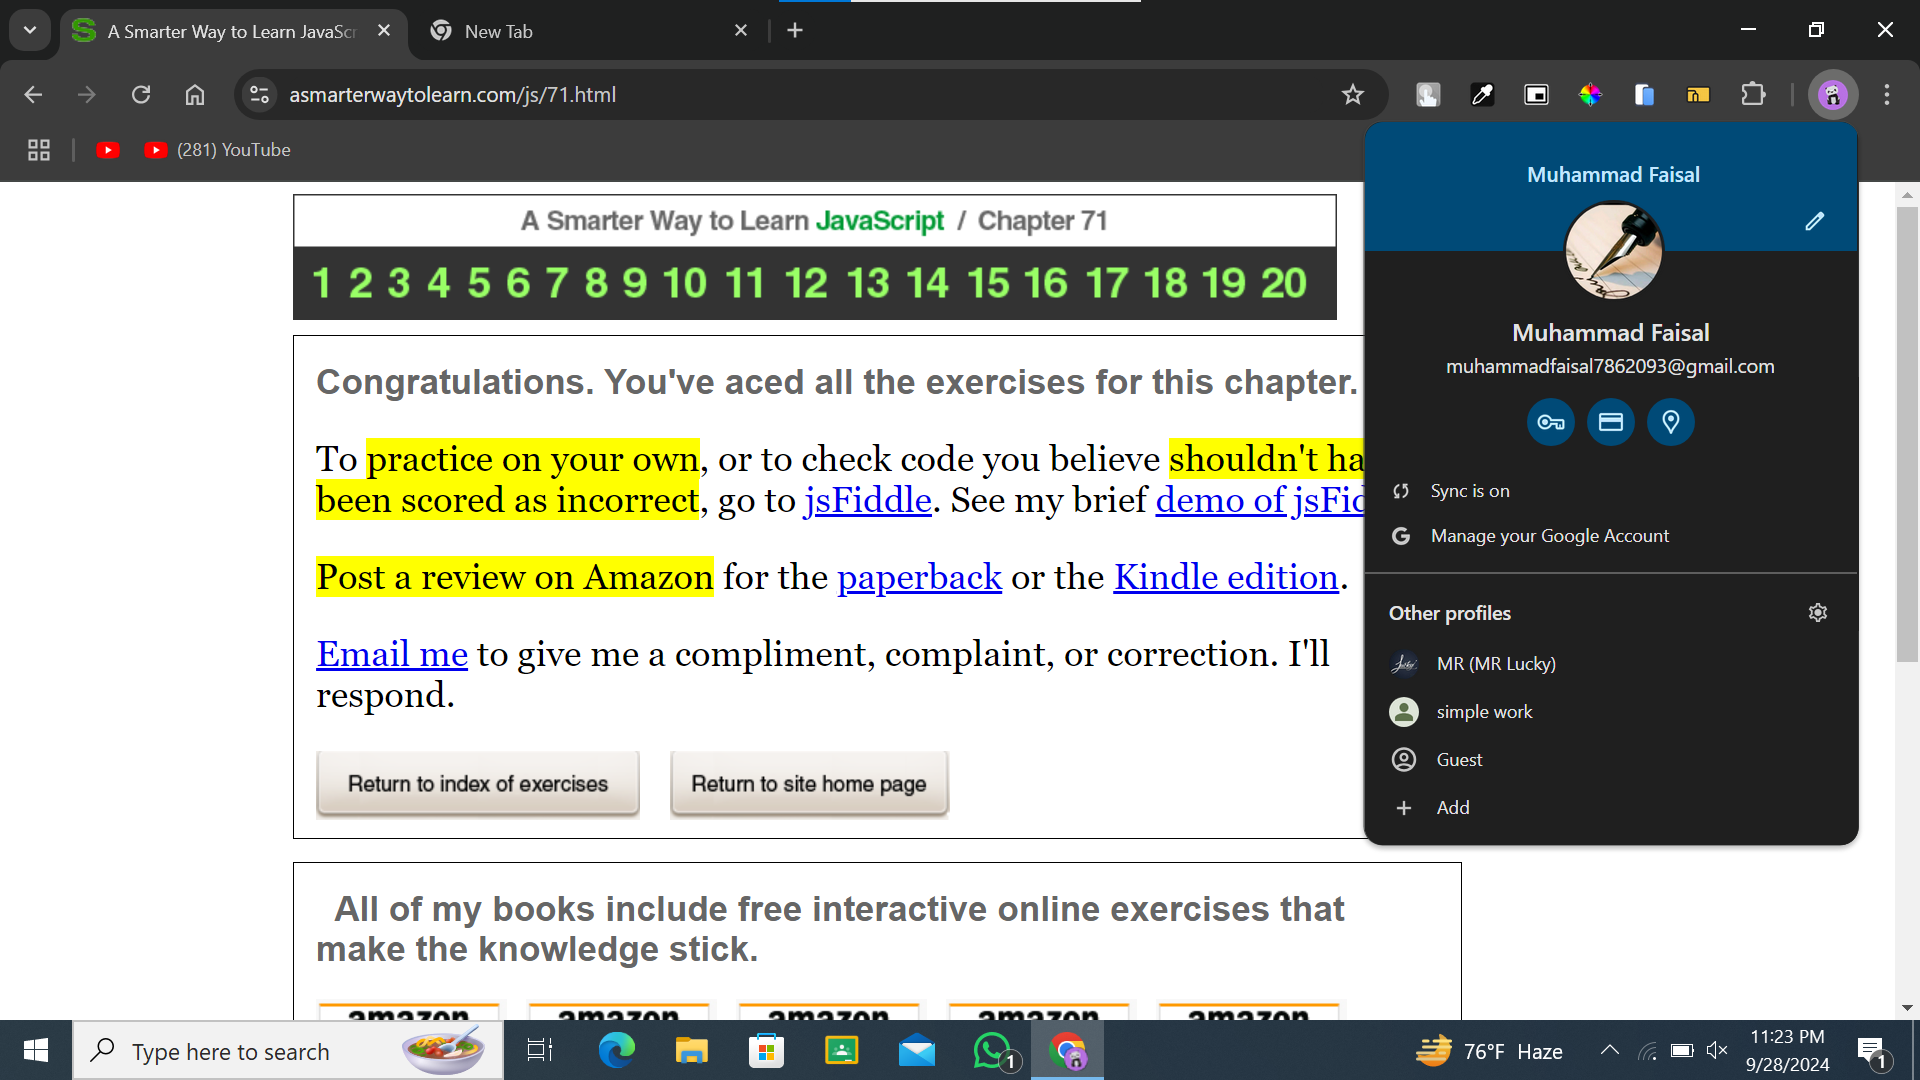 A Smarter Way to Learn JavaScr
New Tab
asmarterwaytolearn.com/js/71.html
(281) YouTube
A Smarter Way to Learn JavaScript / Chapter 71
1 2 3 4 5 6 7 8 9 10 11 12 13 14 15 16 17 18 19 20
Congratulations. You've aced all the exercises for this chapter.
To practice on your own, or to check code you believe shouldn't ha
been scored as incorrect, go to jsFiddle. See my brief demo of jsFid
Post a review on Amazon for the paperback or the Kindle edition.
Email me to give me a compliment, complaint, or correction. I'll
respond.
Return to index of exercises
Return to site home page
All of my books include free interactive online exercises that
make the knowledge stick.
amazon amazon amazon amazon amazon
Muhammad Faisal
Muhammad Faisal
muhammadfaisal7862093@gmail.com
Sync is on
Manage your Google Account
Other profiles
MR (MR Lucky)
simple work
Guest
Add
Type here to search
1
76°F Haze
11:23 PM
9/28/2024
1